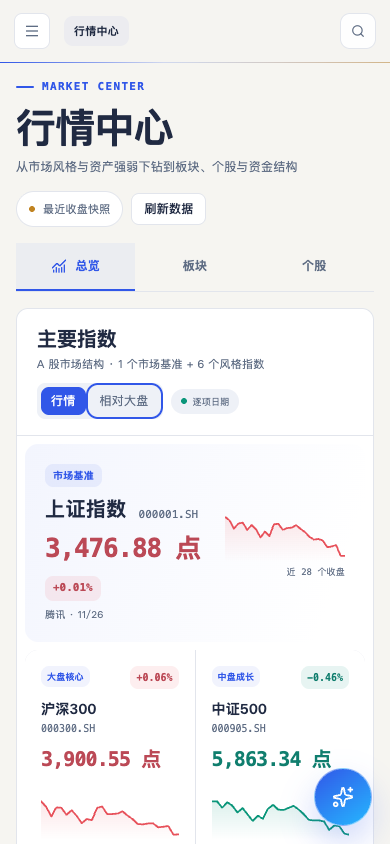 行情中心
MARKET CENTER
行情中心
从市场风格与资产强弱下钻到板块、个股与资金结构
最近收盘快照
刷新数据
总览
板块
个股
主要指数
A 股市场结构 · 1 个市场基准 + 6 个风格指数
行情
相对大盘
逐项日期
市场基准
上证指数 000001.SH
3,476.88 点
+0.01%
腾讯 · 11/26
近 28 个收盘
大盘核心
+0.06%
沪深300
000300.SH
3,900.55 点
中盘成长
−0.46%
中证500
000905.SH
5,863.34 点